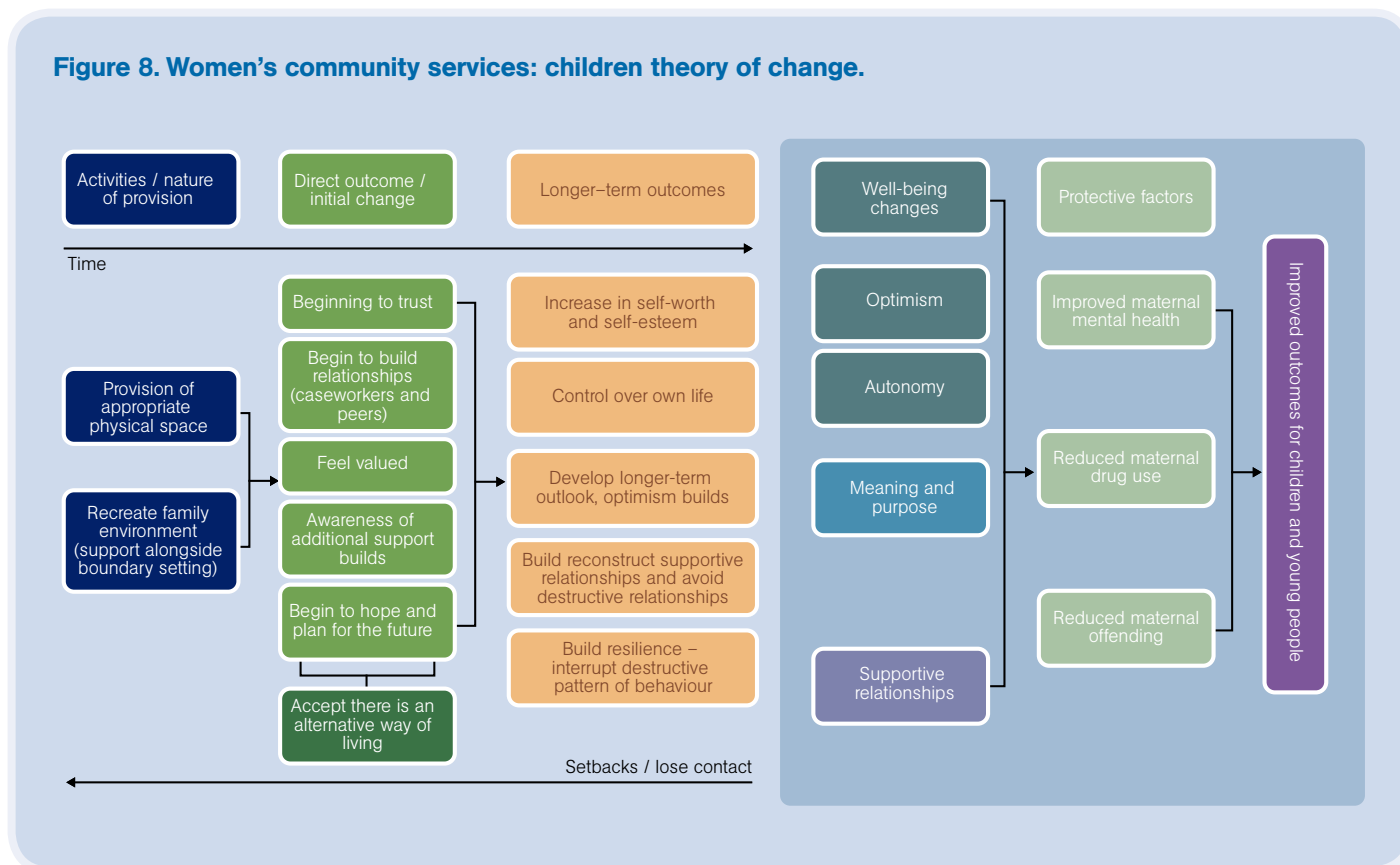 Figure 8. Women's community services: children theory of change.
Activities / nature
of provision
Direct outcome /
initial change
Longer–term outcomes
Time
Provision of
appropriate
physical space
Recreate family
environment
(support alongside
boundary setting)
Beginning to trust
Begin to build
relationships
(caseworkers and
peers)
Feel valued
Awareness of
additional support
builds
Begin to hope and
plan for the future
Accept there is an
alternative way of
living
Increase in self-worth
and self-esteem
Control over own life
Develop longer-term
outlook, optimism builds
Build reconstruct supportive
relationships and avoid
destructive relationships
Build resilience –
interrupt destructive
pattern of behaviour
Setbacks / lose contact
Well-being
changes
Optimism
Autonomy
Meaning and
purpose
Supportive
relationships
Protective factors
Improved maternal
mental health
Reduced maternal
drug use
Reduced maternal
offending
Improved outcomes for children and young people